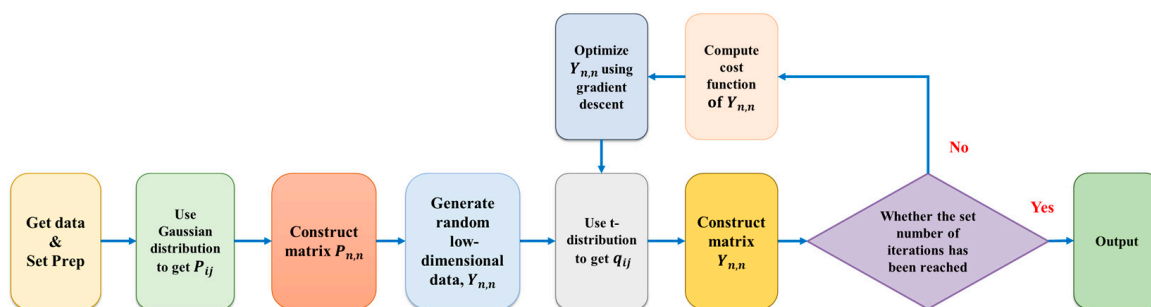 Optimize
Y_{n,n} using
gradient
descent
Compute
cost
function
of Y_{n,n}
No
Get data
&
Set Prep
Use
Gaussian
distribution
to get P_{ij}
Construct
matrix P_{n,n}
Generate
random
low-
dimensional
data, Y_{n,n}
Use t-
distribution
to get q_{ij}
Construct
matrix
Y_{n,n}
Whether the set
number of
iterations has
been reached
Yes
Output